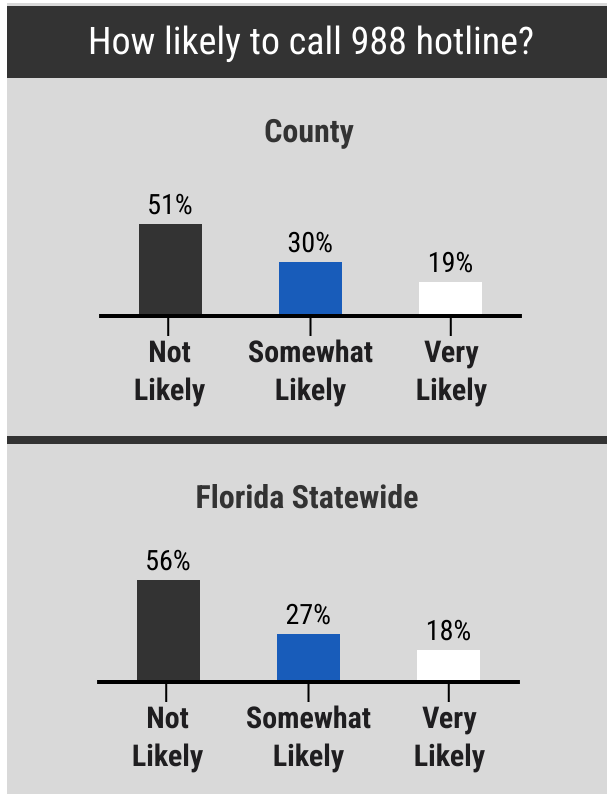 How likely to call 988 hotline?
County
51%
30%
19%
Not
Likely
Somewhat
Likely
Very
Likely
Florida Statewide
56%
27%
18%
Not
Likely
Somewhat
Likely
Very
Likely